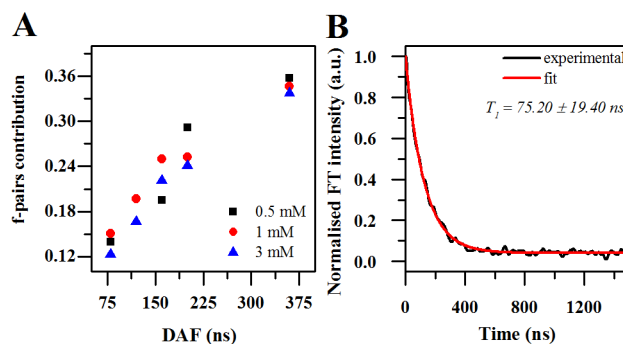 A
f-pairs contribution
0.36
0.30
0.24
0.18
0.12
0.5 mM
1 mM
3 mM
75 150 225 300 375
DAF (ns)
B
Normalised FT intensity (a.u.)
1.0
0.8
0.6
0.4
0.2
0.0
experimental
fit
T₁ = 75.20 ± 19.40 ns
0 400 800 1200
Time (ns)